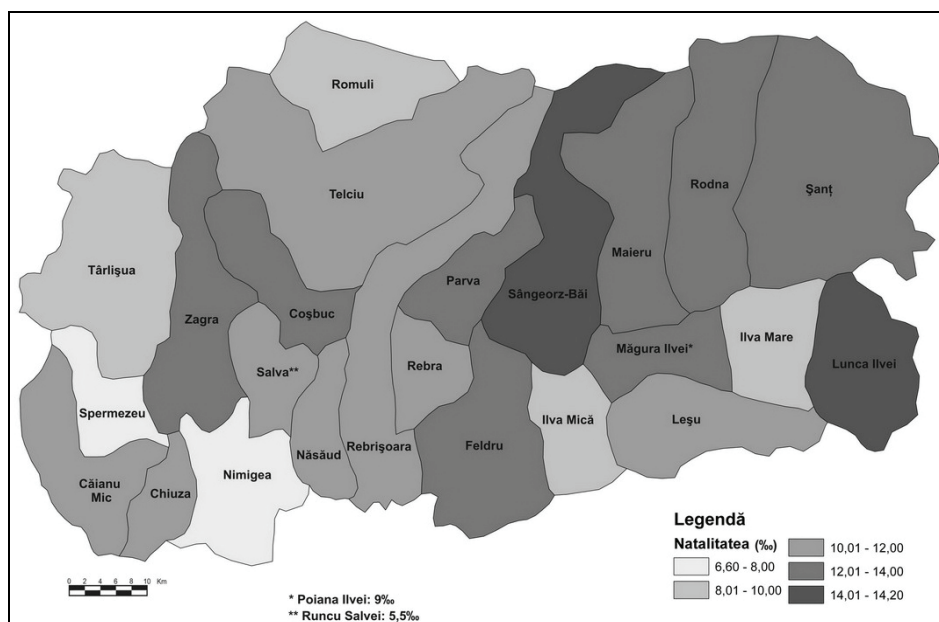 Romuli
Telciu
Rodna
Şanţ
Târlişua
Maieru
Parva
Sângeorz-Băi
Zagra
Coşbuc
Ilva Mare
Măgura Ilvei*
Lunca Ilvei
Rebra
Salva**
Spermezeu
Ilva Mică
Leşu
Feldru
Năsăud
Rebrişoara
Nimigea
Căianu
Mic
Chiuza
Legendă
Natalitatea (‰)
6,60 - 8,00
8,01 - 10,00
10,01 - 12,00
12,01 - 14,00
14,01 - 14,20
0 2 4 6 8 10 Km
* Poiana Ilvei: 9‰
** Runcu Salvei: 5,5‰